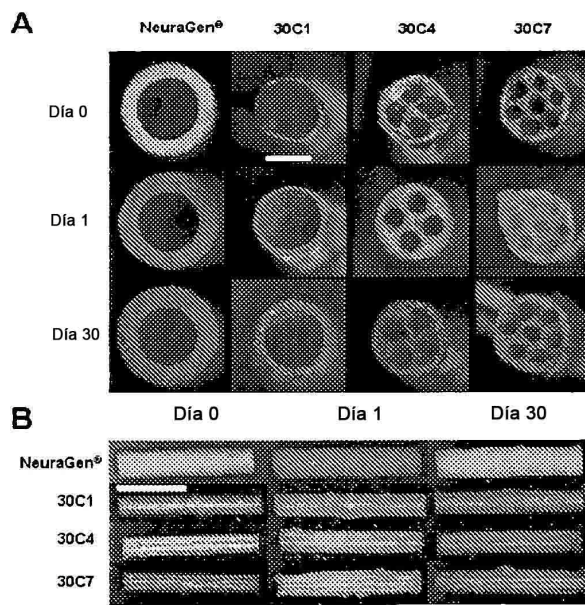 A
NeuraGen® 30C1 30C4 30C7
Día 0
Día 1
Día 30
B
Día 0 Día 1 Día 30
NeuraGen®
30C1
30C4
30C7